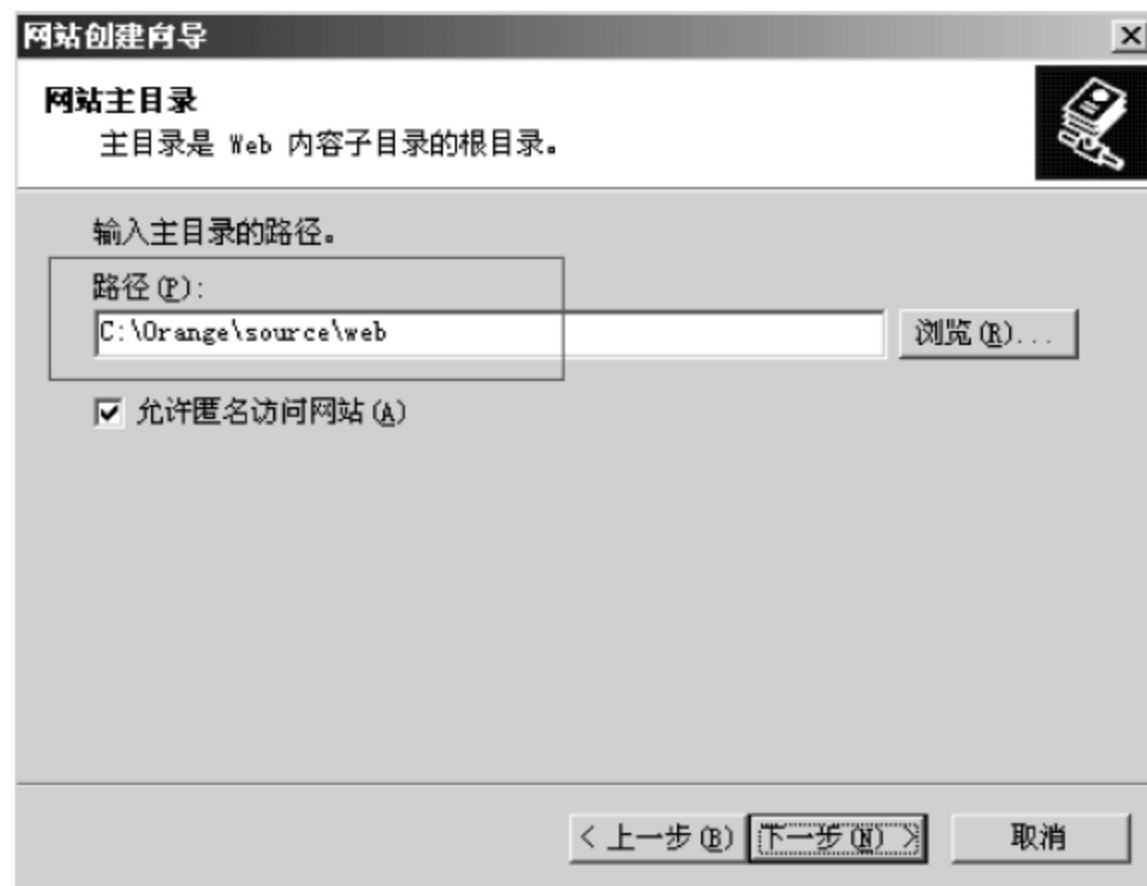 网站创建向导
网站主目录
主目录是 Web 内容子目录的根目录。
输入主目录的路径。
路径(P):
C:\Orange\source\web
浏览(R)...
允许匿名访问网站(A)
< 上一步(B) 下一步(N) > 取消